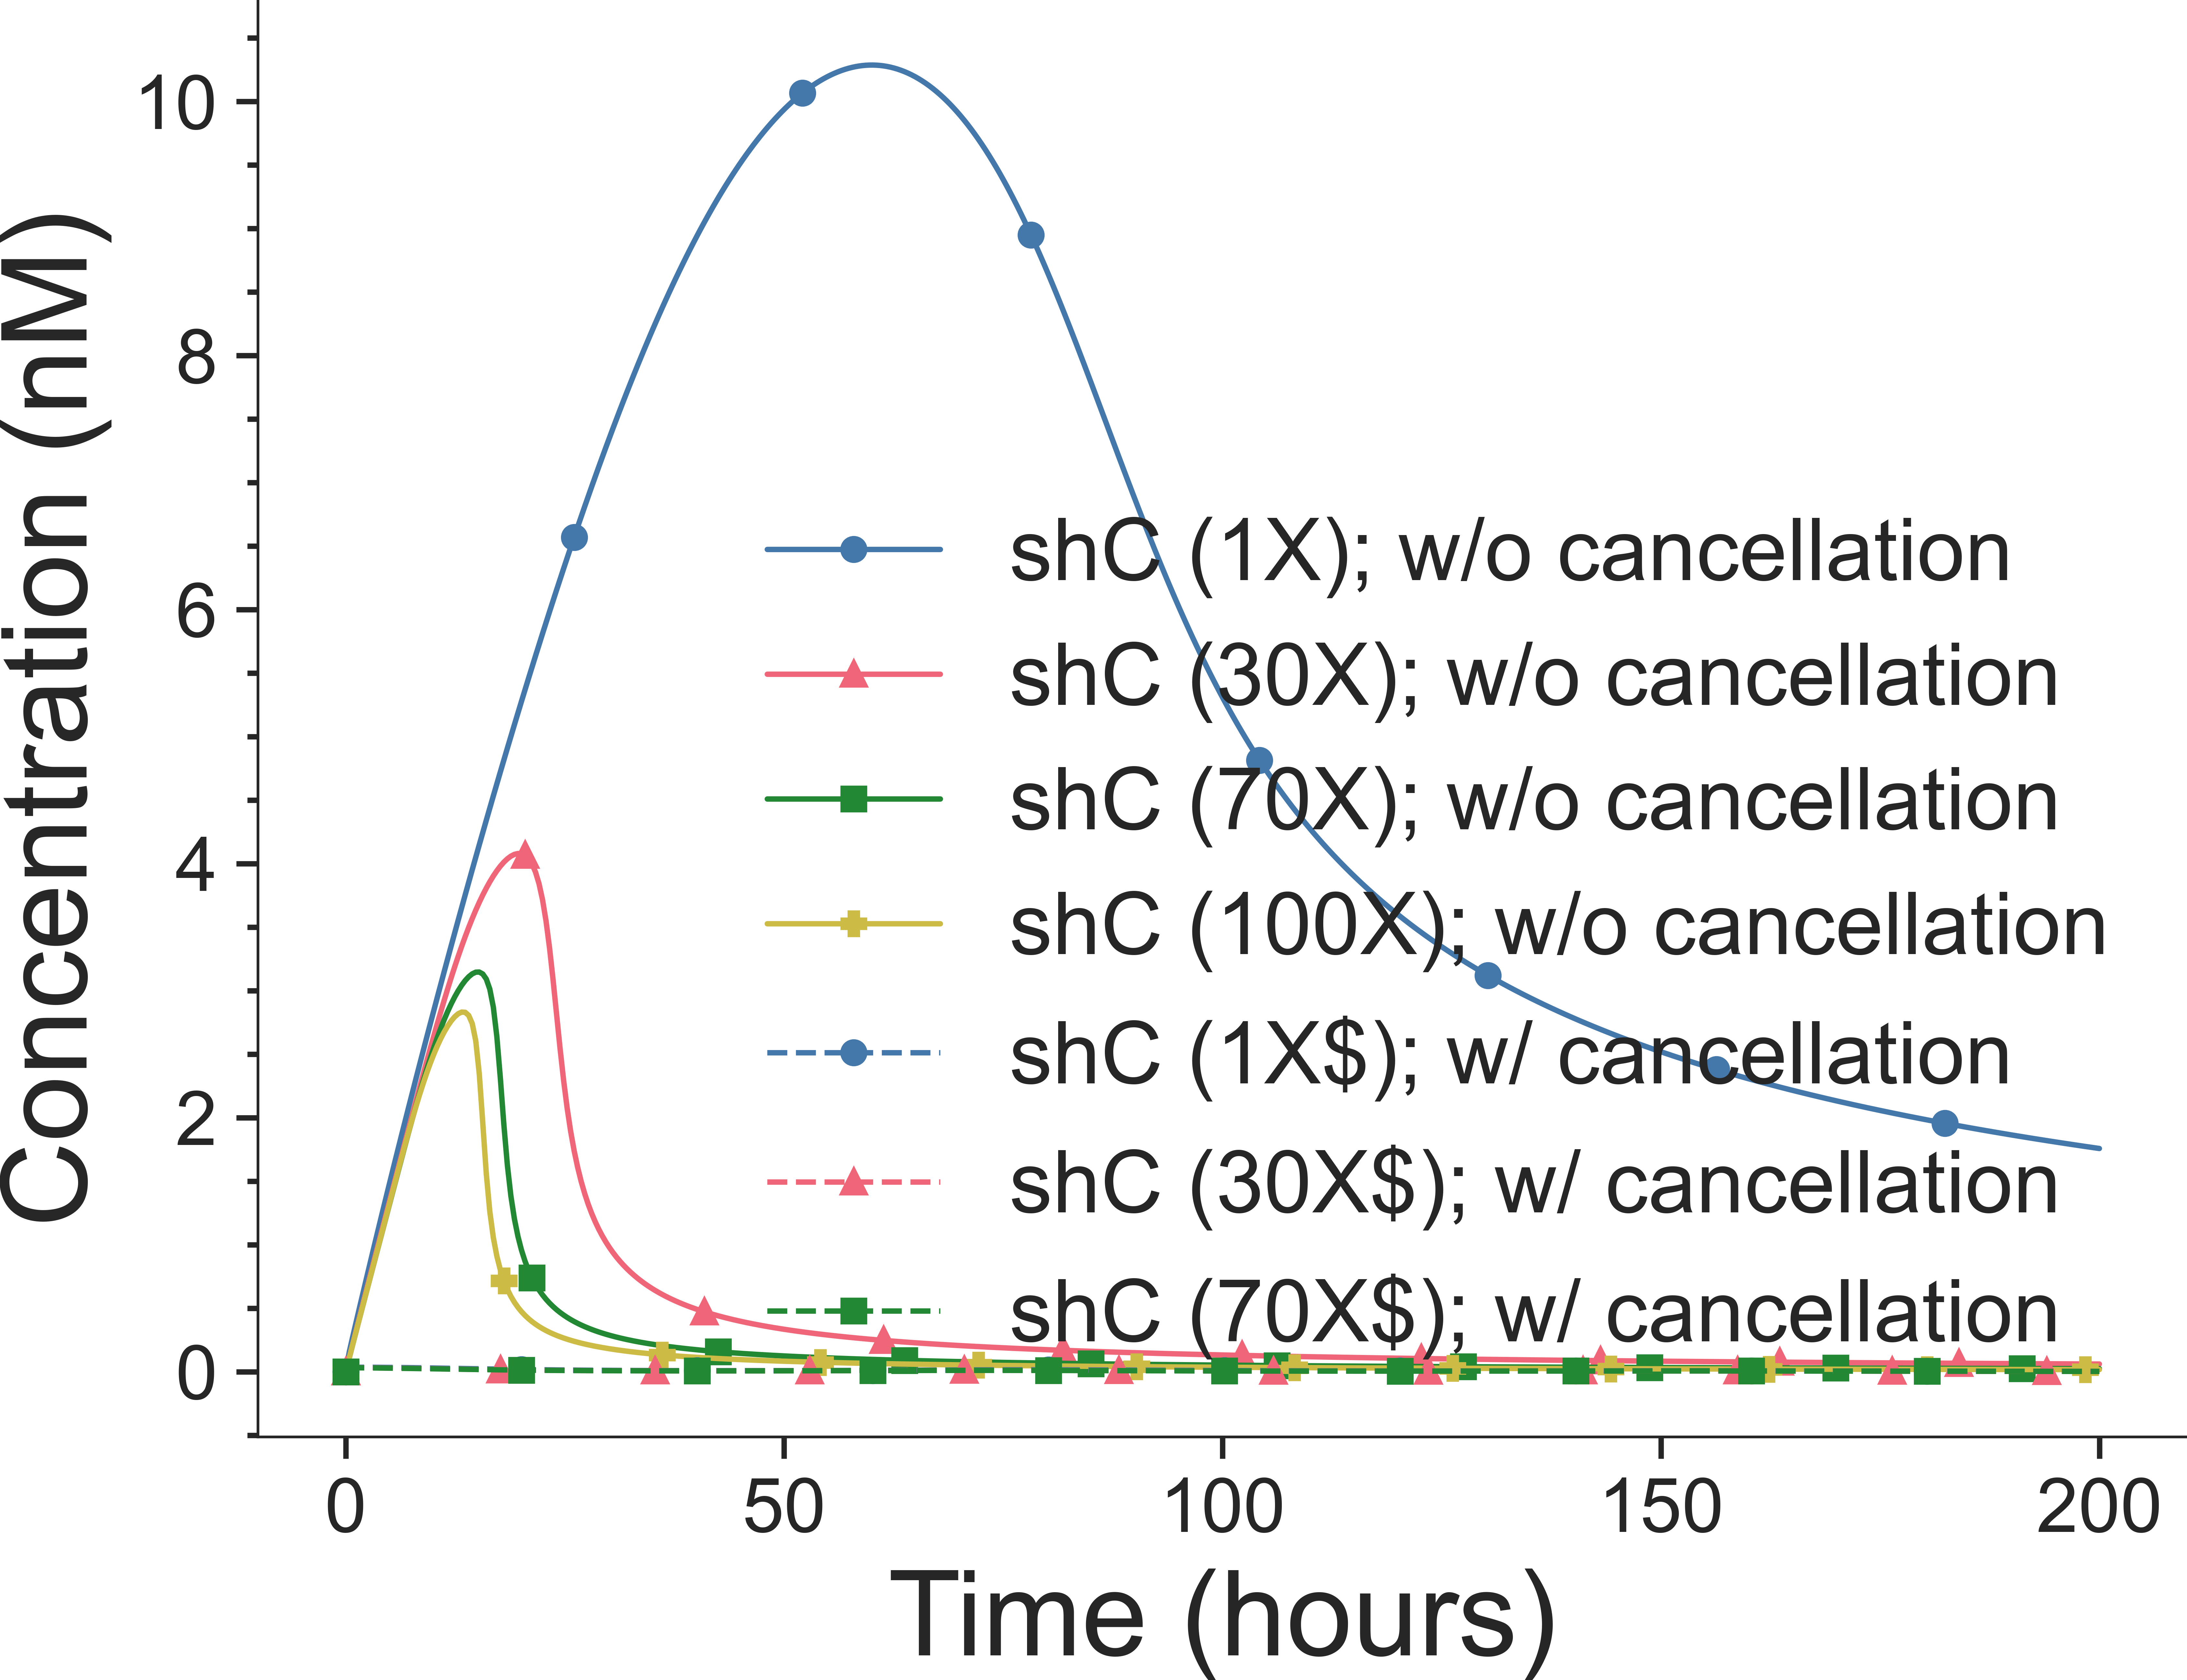 Concentration (nM)
10
8
6
4
2
0
shC (1X); w/o cancellation
shC (30X); w/o cancellation
shC (70X); w/o cancellation
shC (100X); w/o cancellation
shC (1X$); w/ cancellation
shC (30X$); w/ cancellation
shC (70X$); w/ cancellation
0 50 100 150 200
Time (hours)